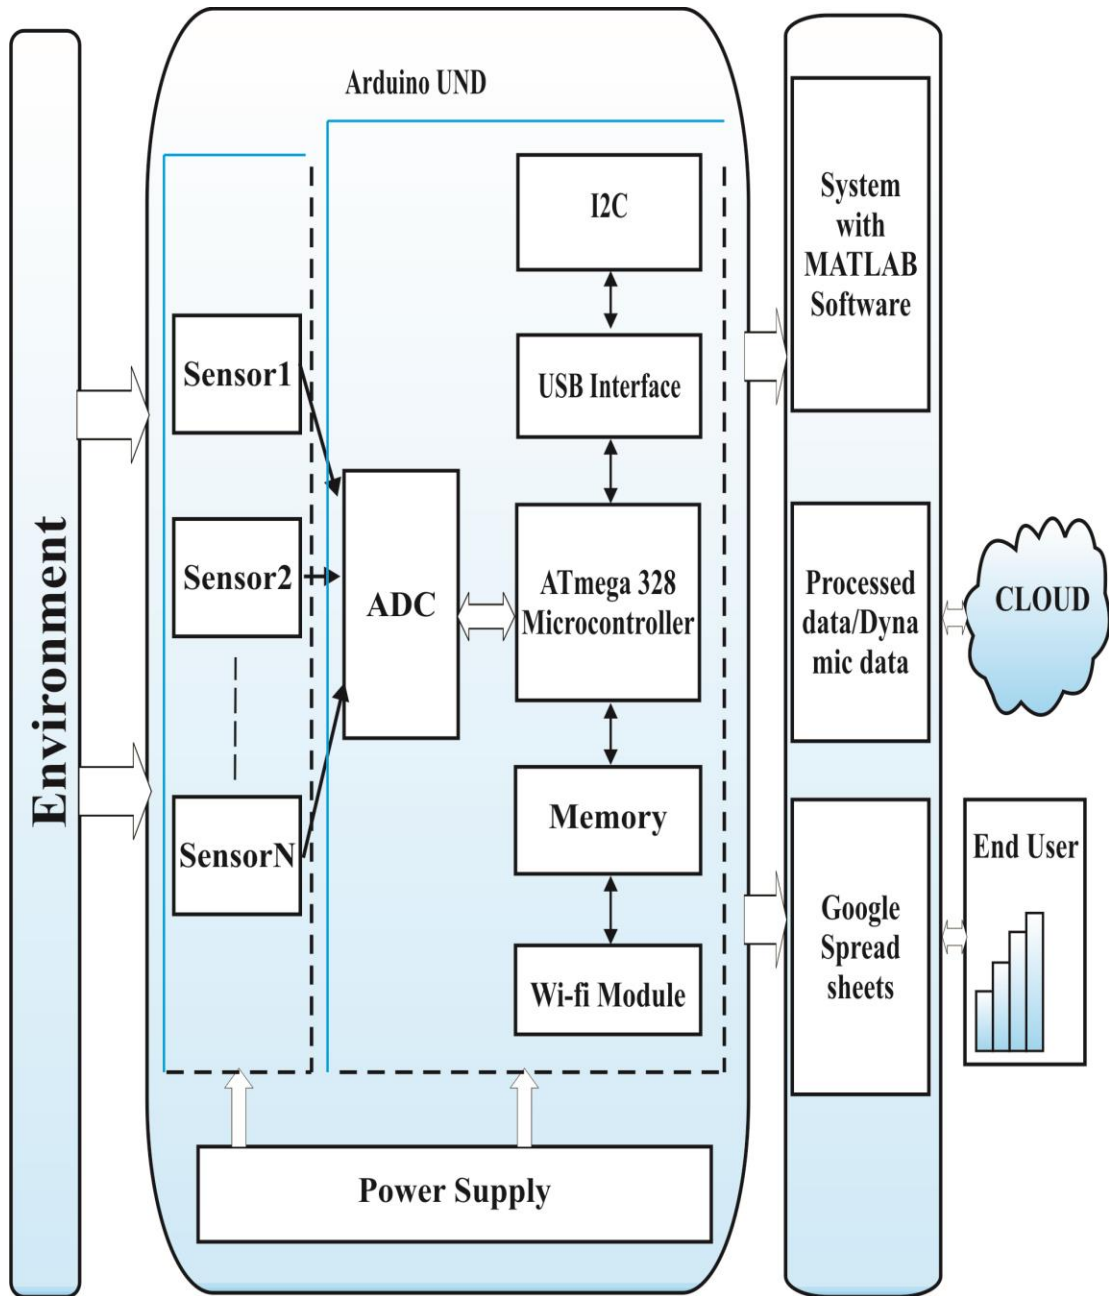 Environment
Arduino UND
Sensor1
Sensor2
SensorN
ADC
I2C
USB Interface
ATmega 328
Microcontroller
Memory
Wi-fi Module
Power Supply
System
with
MATLAB
Software
Processed
data/Dyna
mic data
Google
Spread
sheets
CLOUD
End User